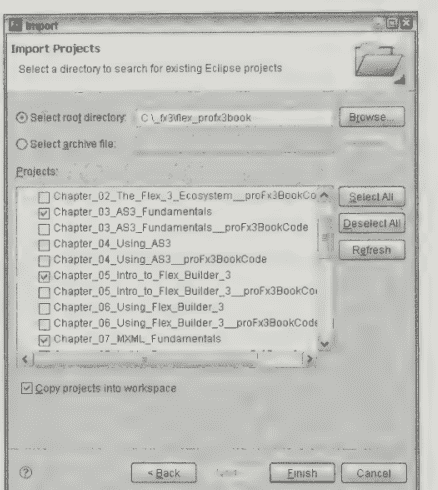 Import
Import Projects
Select a directory to search for existing Eclipse projects
Select root directory: C:\_fx3\flex_profx3book Browse...
Select archive file:
Projects:
Chapter_02_The_Flex_3_Ecosystem__proFx3BookCo
Chapter_03_AS3_Fundamentals
Chapter_03_AS3_Fundamentals__proFx3BookCode
Chapter_04_Using_AS3
Chapter_04_Using_AS3__proFx3BookCode
Chapter_05_Intro_to_Flex_Builder_3
Chapter_05_Intro_to_Flex_Builder_3__proFx3BookCo
Chapter_06_Using_Flex_Builder_3
Chapter_06_Using_Flex_Builder_3__proFx3BookCode
Chapter_07_MXML_Fundamentals
Select All
Deselect All
Refresh
Copy projects into workspace
? < Back Finish Cancel